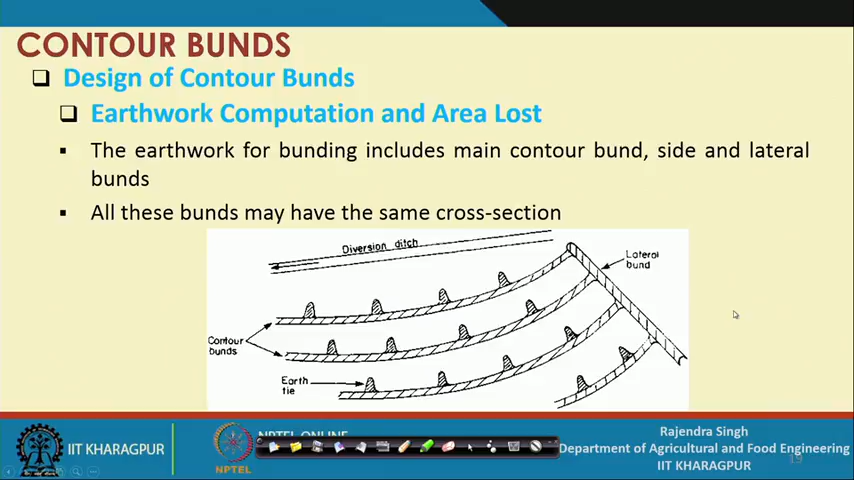 CONTOUR BUNDS
Design of Contour Bunds
Earthwork Computation and Area Lost
The earthwork for bunding includes main contour bund, side and lateral
bunds
All these bunds may have the same cross-section
Diversion ditch
Lateral
bund
Contour
bunds
Earth
tie
IIT KHARAGPUR
NPTEL
NPTEL ONLINE
Rajendra Singh
Department of Agricultural and Food Engineering
IIT KHARAGPUR